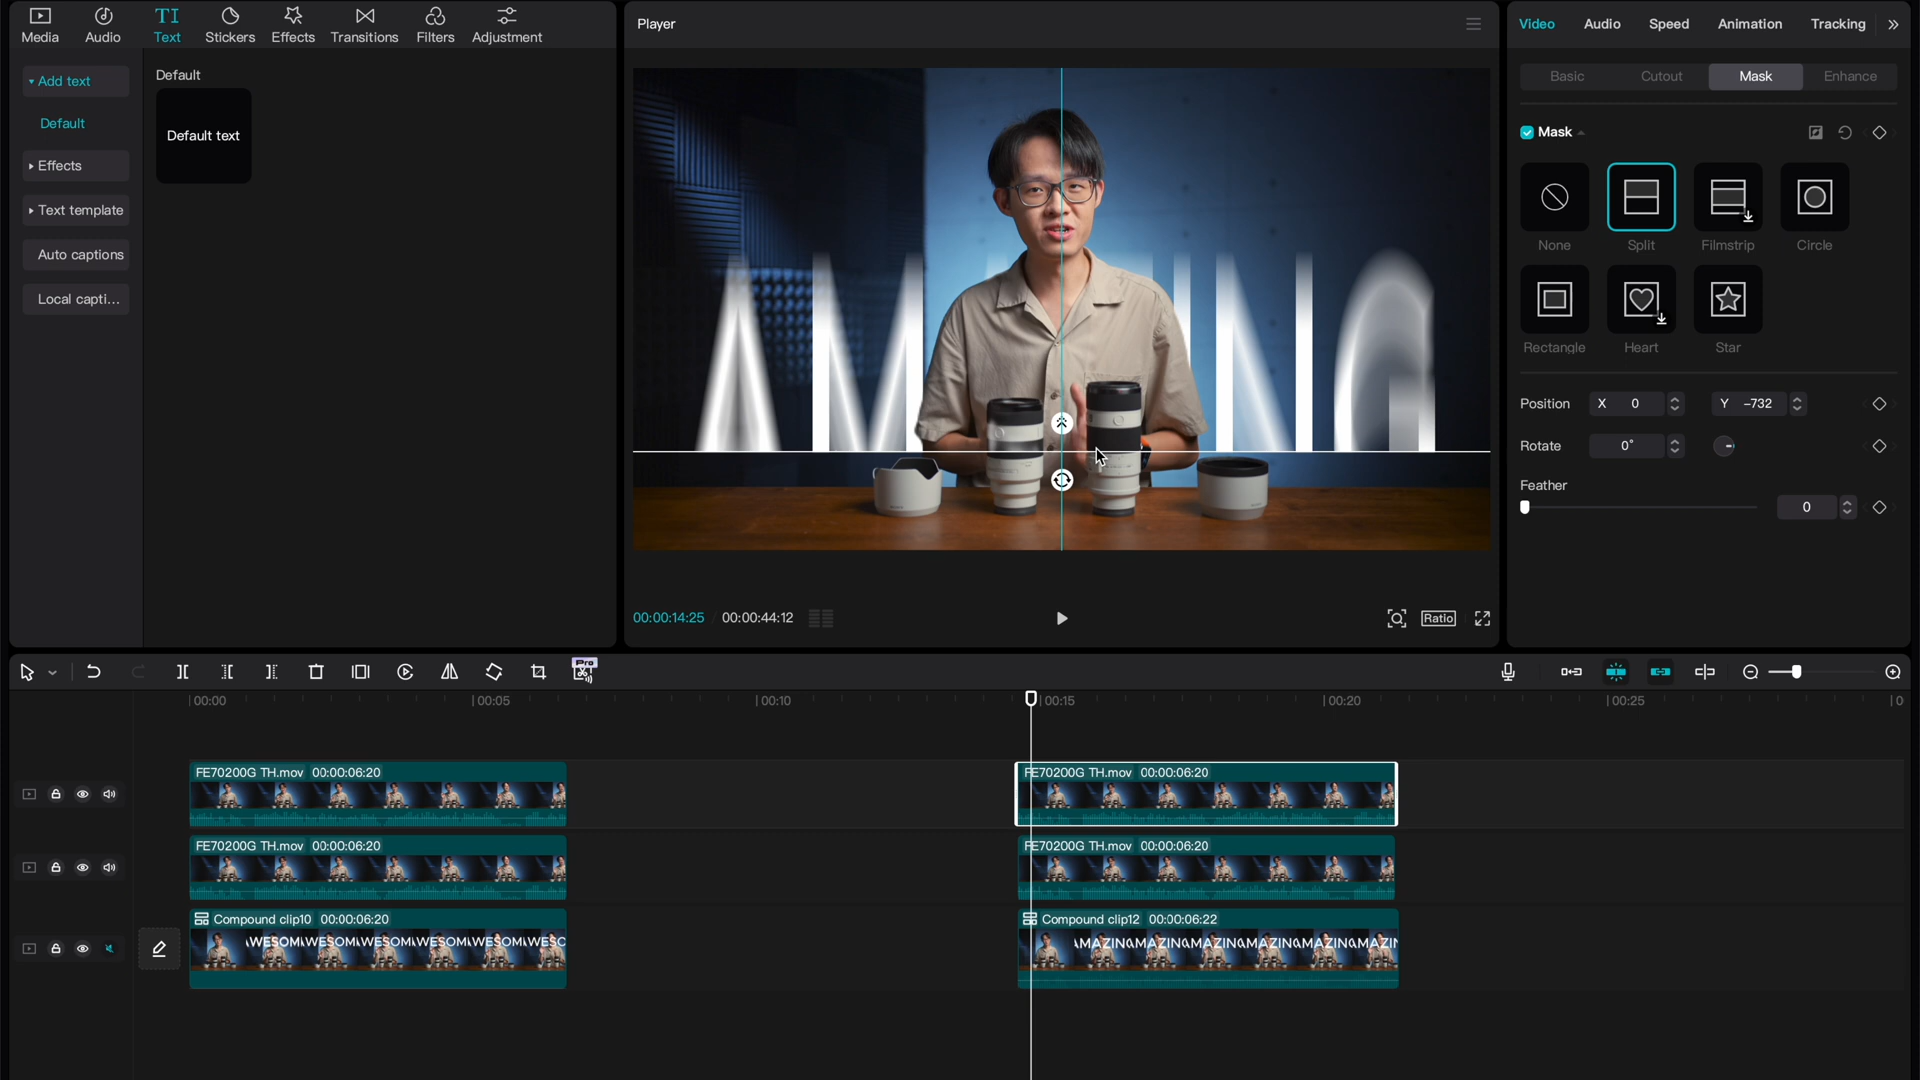 Media
Audio
TI
Text
Stickers
Effects
Transitions
Filters
Adjustment
Add text
Default
Effects
Text template
Auto captions
Local capti...
Default
Default text
Player
00:00:14:25
00:00:44:12
Ratio
Video
Audio
Speed
Animation
Tracking
Basic
Cutout
Mask
Enhance
Mask
None
Split
Filmstrip
Circle
Rectangle
Heart
Star
Position
X 0
Y -732
Rotate
0°
Feather
0
Pro
00:00
00:05
00:10
00:15
00:20
00:25
FE70200G TH.mov 00:00:06:20
FE70200G TH.mov 00:00:06:20
FE70200G TH.mov 00:00:06:20
FE70200G TH.mov 00:00:06:20
Compound clip10 00:00:06:20
Compound clip12 00:00:06:22